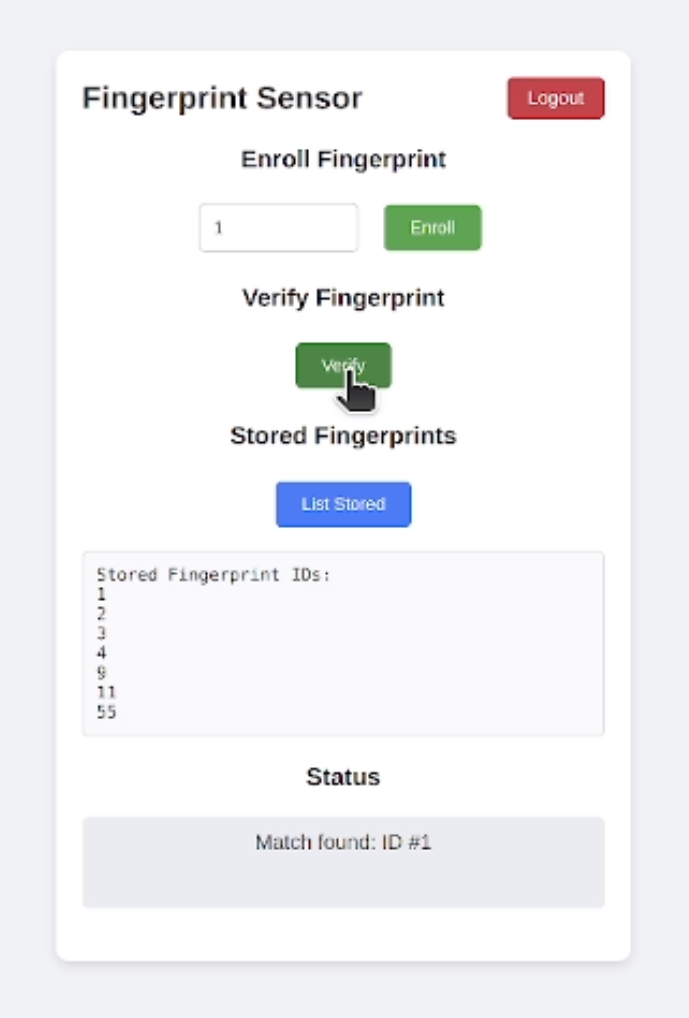 Fingerprint Sensor
Logout
Enroll Fingerprint
1
Enroll
Verify Fingerprint
Verify
Stored Fingerprints
List Stored
Stored Fingerprint IDs:
1
2
3
4
9
11
55
Status
Match found: ID #1